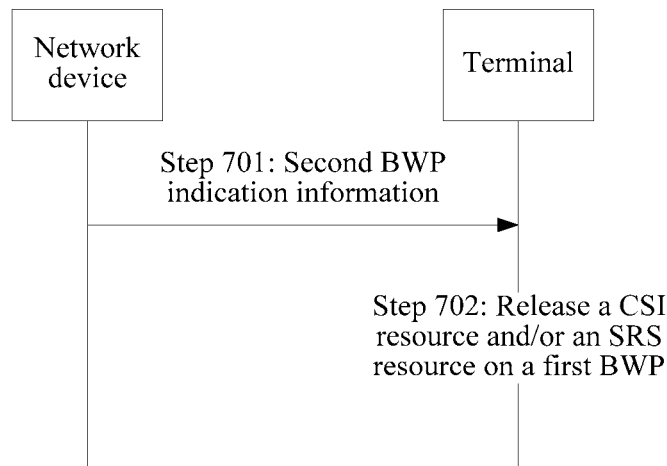 Network
device
Terminal
Step 701: Second BWP
indication information
Step 702: Release a CSI
resource and/or an SRS
resource on a first BWP